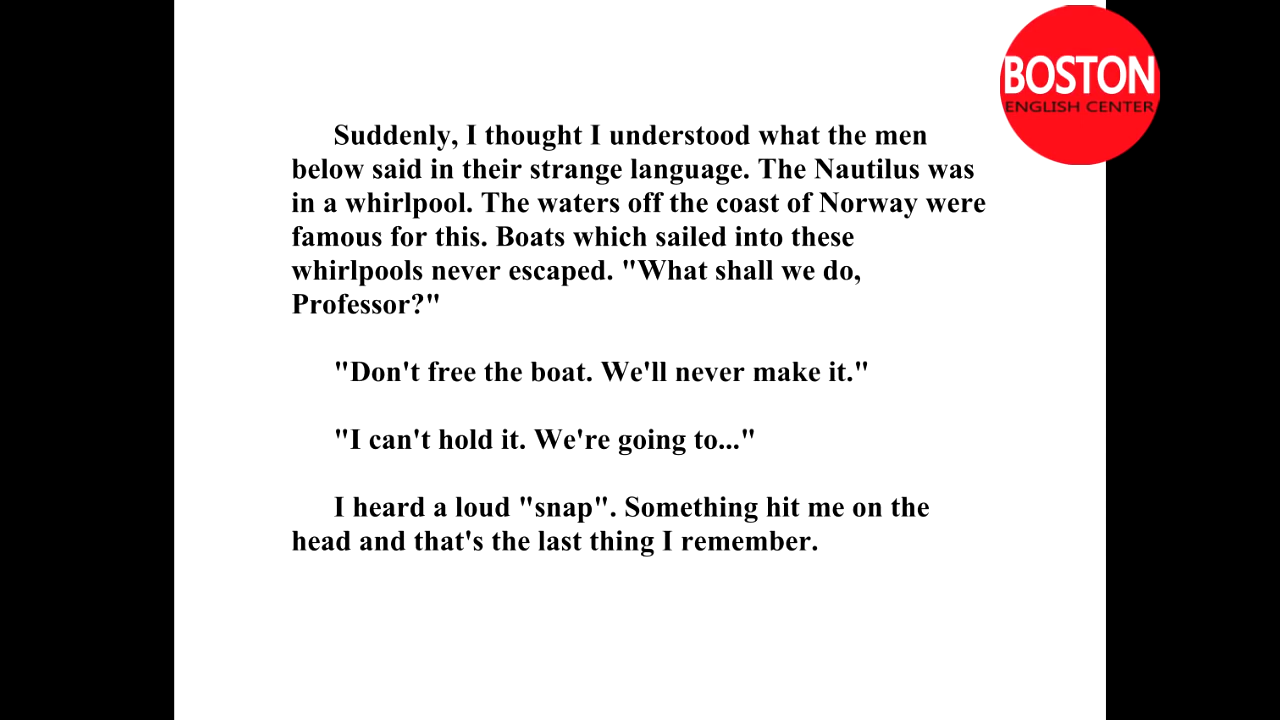 BOSTON
ENGLISH CENTER
Suddenly, I thought I understood what the men
below said in their strange language. The Nautilus was
in a whirlpool. The waters off the coast of Norway were
famous for this. Boats which sailed into these
whirlpools never escaped. "What shall we do,
Professor?"
"Don't free the boat. We'll never make it."
"I can't hold it. We're going to..."
I heard a loud "snap". Something hit me on the
head and that's the last thing I remember.